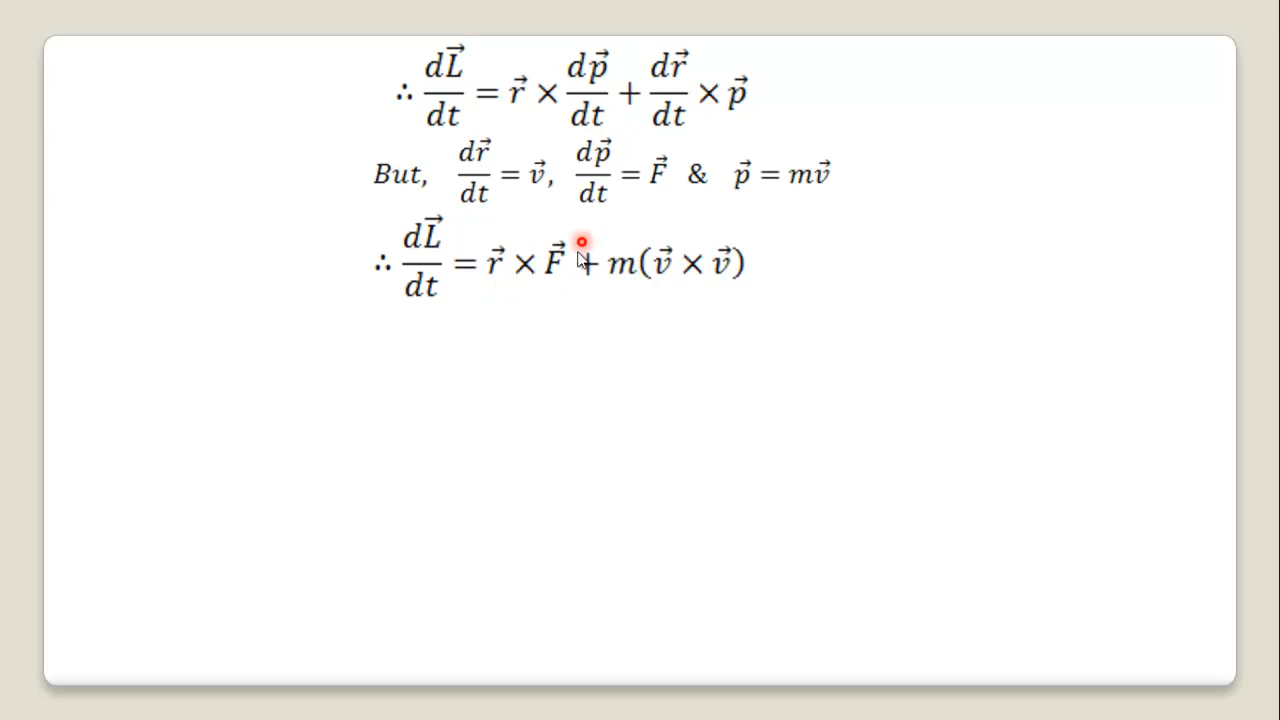 ∴ dL⃗/dt = r⃗ × dp⃗/dt + dr⃗/dt × p⃗
But, dr⃗/dt = v⃗, dp⃗/dt = F⃗ & p⃗ = mv⃗
∴ dL⃗/dt = r⃗ × F⃗ + m(v⃗ × v⃗)